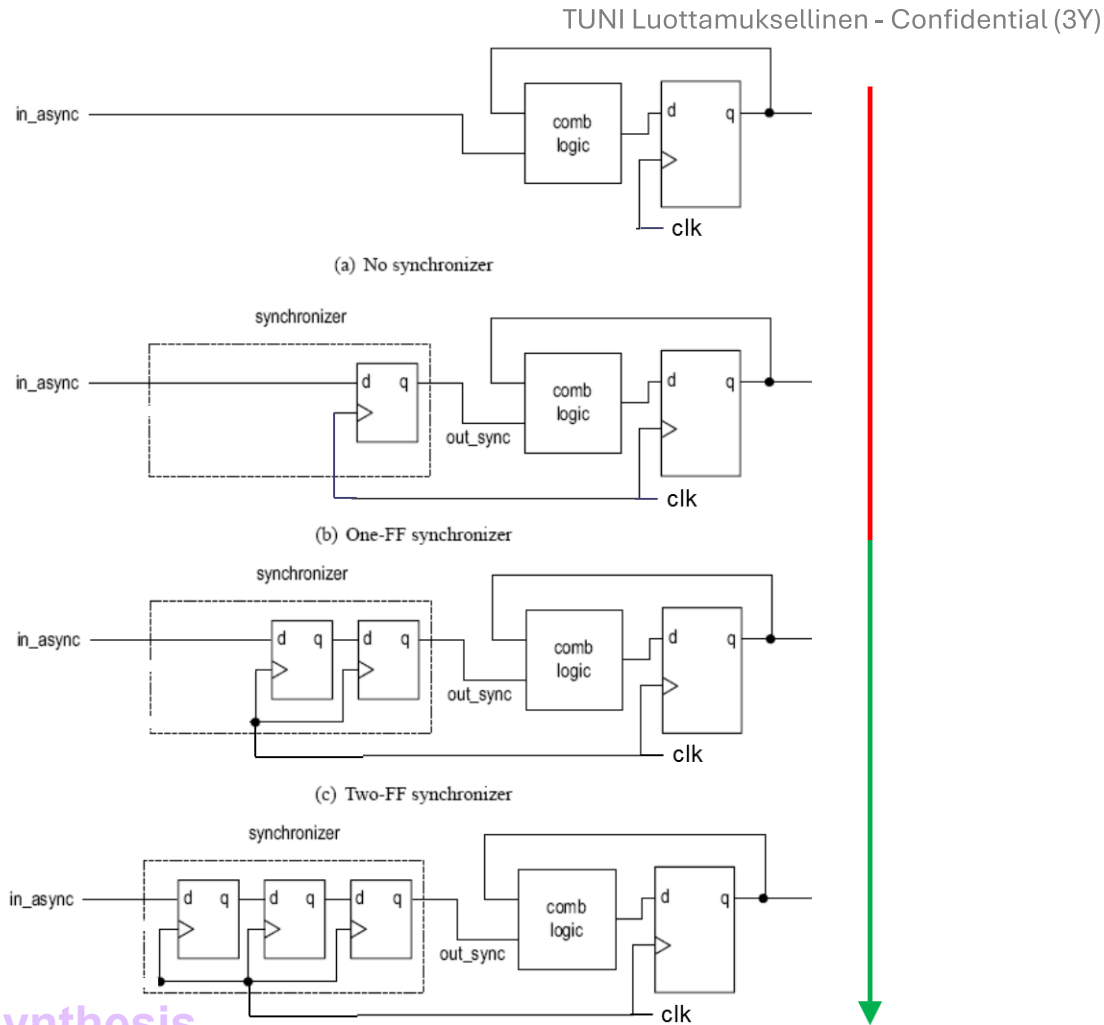 TUNI Luottamuksellinen - Confidential (3Y)
in_async
comb
logic
d
q
clk
(a) No synchronizer
synchronizer
in_async
d q
out_sync
comb
logic
d
q
clk
(b) One-FF synchronizer
synchronizer
in_async
d q d q
out_sync
comb
logic
d
q
clk
(c) Two-FF synchronizer
synchronizer
in_async
d q d q d q
out_sync
comb
logic
d
q
clk
ynthesis